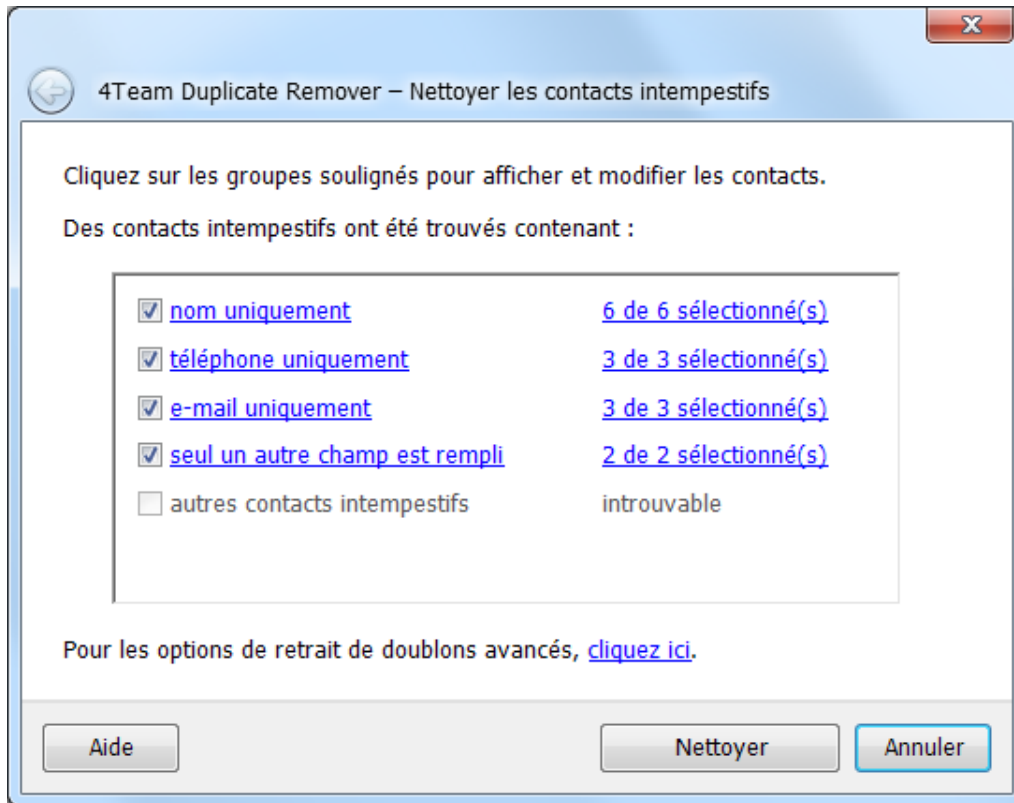 4Team Duplicate Remover – Nettoyer les contacts intempestifs
Cliquez sur les groupes soulignés pour afficher et modifier les contacts.
Des contacts intempestifs ont été trouvés contenant :
nom uniquement 6 de 6 sélectionné(s)
téléphone uniquement 3 de 3 sélectionné(s)
e-mail uniquement 3 de 3 sélectionné(s)
seul un autre champ est rempli 2 de 2 sélectionné(s)
autres contacts intempestifs introuvable
Pour les options de retrait de doublons avancés, cliquez ici.
Aide Nettoyer Annuler